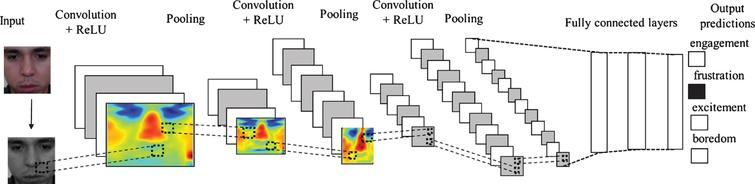 Input
Convolution
+ ReLU
Pooling
Convolution
+ ReLU
Pooling
Convolution
+ ReLU
Pooling
Fully connected layers
Output
predictions
engagement
frustration
excitement
boredom